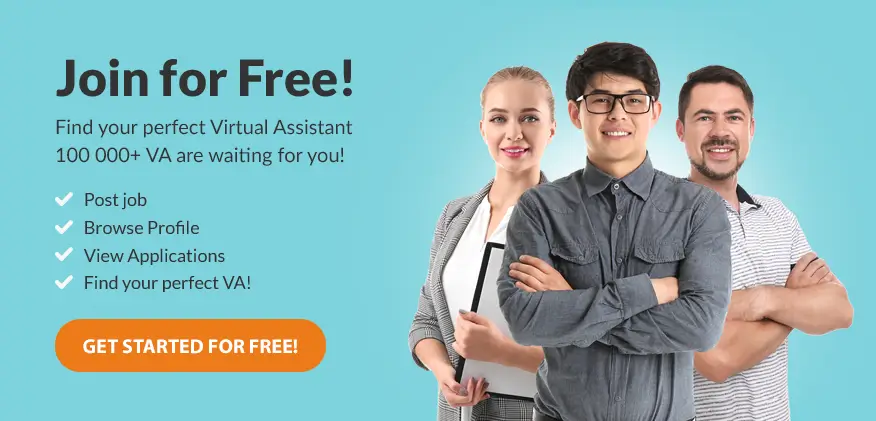 Join for Free!
Find your perfect Virtual Assistant
100 000+ VA are waiting for you!
Post job
Browse Profile
View Applications
Find your perfect VA!
GET STARTED FOR FREE!